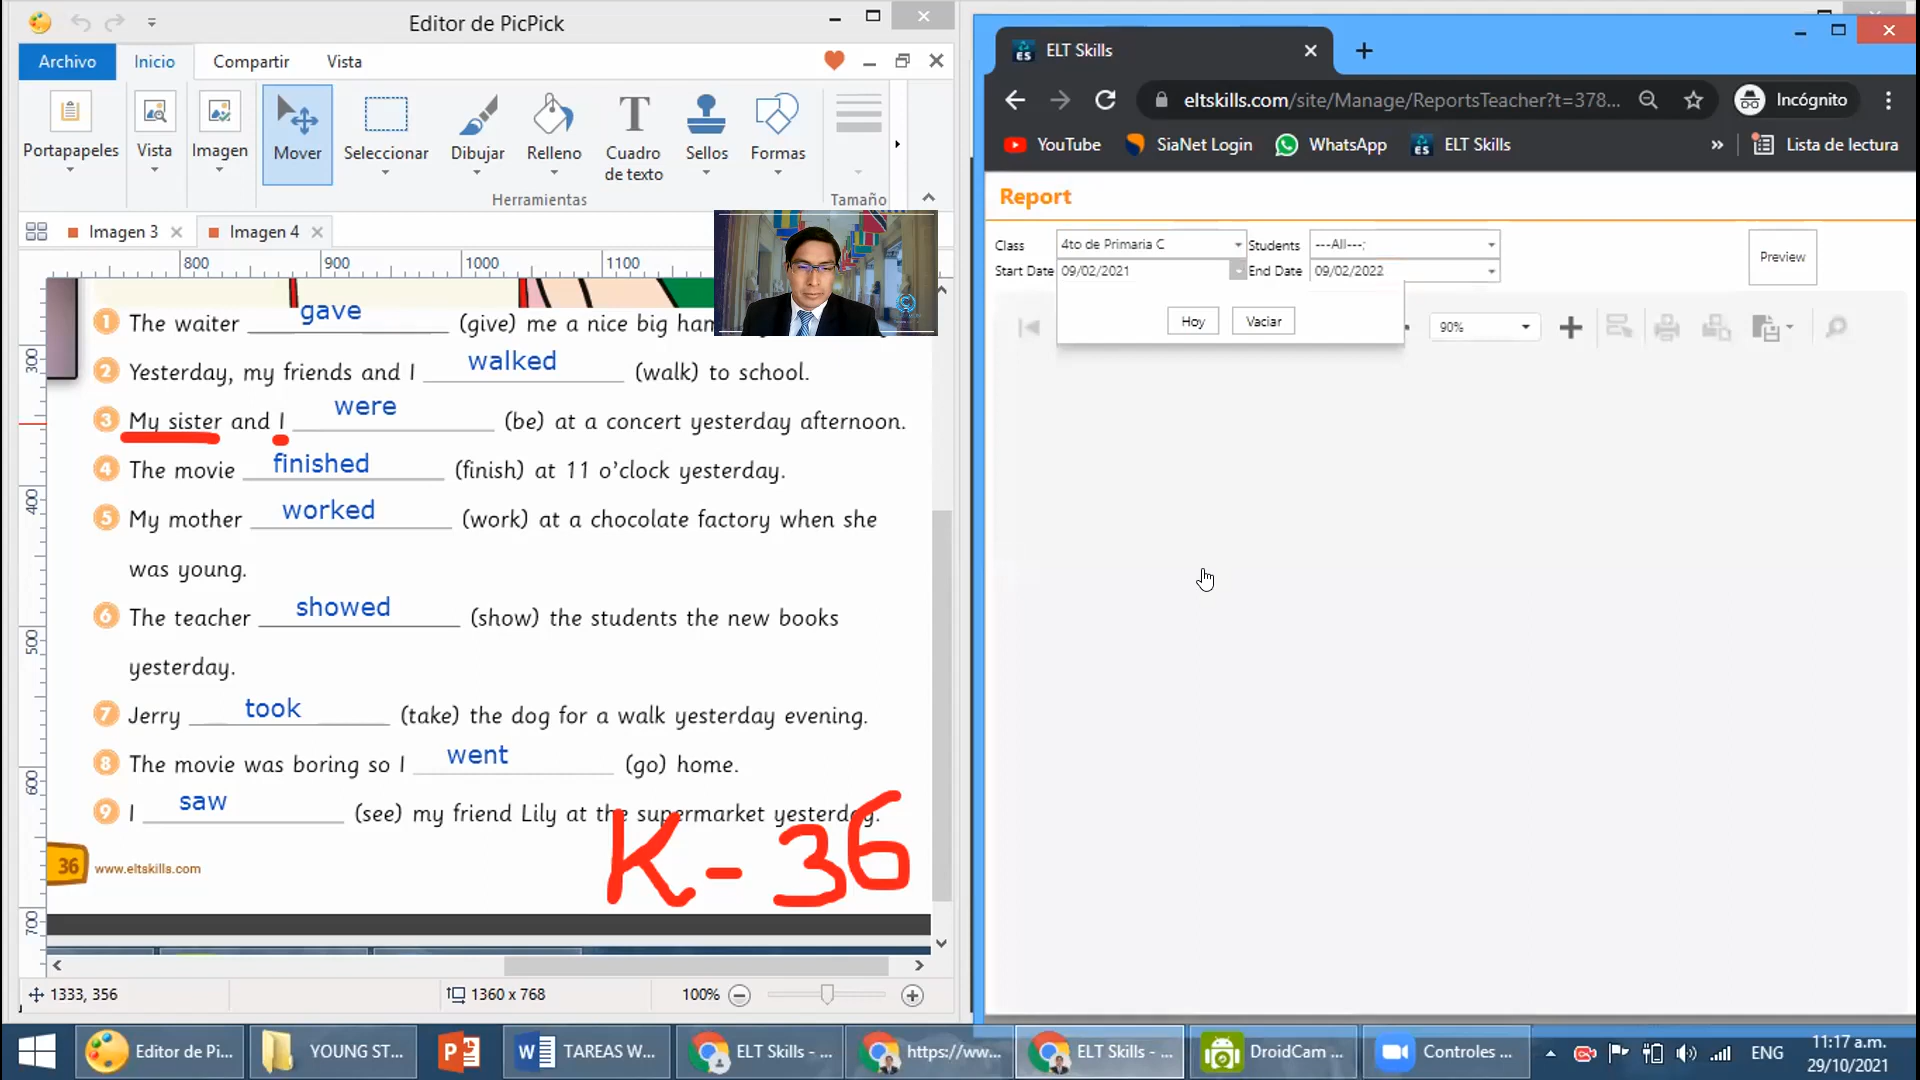 Editor de PicPick
Archivo Inicio Compartir Vista
Portapapeles Vista Imagen Mover Seleccionar Dibujar Relleno Cuadro de texto Sellos Formas
Herramientas Tamaño
Imagen 3 Imagen 4
800 900 1000 1100
300
400
500
600
700
1 The waiter gave (give) me a nice big
2 Yesterday, my friends and I walked (walk) to school.
3 My sister and I were (be) at a concert yesterday afternoon.
4 The movie finished (finish) at 11 o'clock yesterday.
5 My mother worked (work) at a chocolate factory when she
was young.
6 The teacher showed (show) the students the new books
yesterday.
7 Jerry took (take) the dog for a walk yesterday evening.
8 The movie was boring so I went (go) home.
9 I saw (see) my friend Lily at the supermarket yesterday.
K-36
36 www.eltskills.com
1333, 356 1360 x 768 100%
ES ELT Skills
eltskills.com/site/Manage/ReportsTeacher?t=378... Incógnito
YouTube SiaNet Login WhatsApp ES ELT Skills » Lista de lectura
Report
Class 4to de Primaria C Students ---All---;
Preview
Start Date 09/02/2021 End Date 09/02/2022
Hoy Vaciar 90%
Editor de Pi... YOUNG ST... TAREAS W... ELT Skills - ... https://ww... ELT Skills - ... DroidCam ... Controles ... ENG
11:17 a.m.
29/10/2021